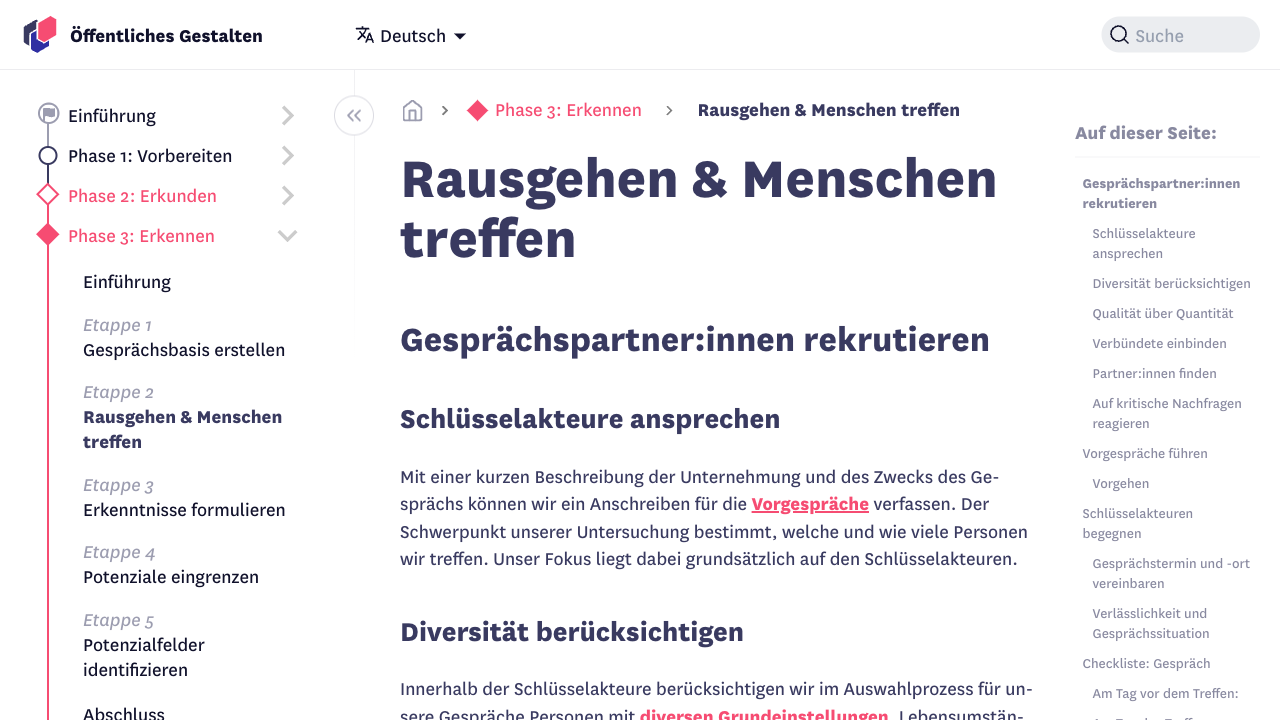 Öffentliches Gestalten
Deutsch
Suche
Einführung
Phase 1: Vorbereiten
Phase 2: Erkunden
Phase 3: Erkennen
Einführung
Etappe 1
Gesprächsbasis erstellen
Etappe 2
Rausgehen & Menschen
treffen
Etappe 3
Erkenntnisse formulieren
Etappe 4
Potenziale eingrenzen
Etappe 5
Potenzialfelder
identifizieren
Abschluss
Phase 3: Erkennen
Rausgehen & Menschen treffen
Rausgehen & Menschen
treffen
Gesprächspartner:innen rekrutieren
Schlüsselakteure ansprechen
Mit einer kurzen Beschreibung der Unternehmung und des Zwecks des Ge-
sprächs können wir ein Anschreiben für die Vorgespräche verfassen. Der
Schwerpunkt unserer Untersuchung bestimmt, welche und wie viele Personen
wir treffen. Unser Fokus liegt dabei grundsätzlich auf den Schlüsselakteuren.
Diversität berücksichtigen
Innerhalb der Schlüsselakteure berücksichtigen wir im Auswahlprozess für un-
sere Gespräche Personen mit diversen Grundeinstellungen, Lebensumstän-
Auf dieser Seite:
Gesprächspartner:innen
rekrutieren
Schlüsselakteure
ansprechen
Diversität berücksichtigen
Qualität über Quantität
Verbündete einbinden
Partner:innen finden
Auf kritische Nachfragen
reagieren
Vorgespräche führen
Vorgehen
Schlüsselakteuren
begegnen
Gesprächstermin und -ort
vereinbaren
Verlässlichkeit und
Gesprächssituation
Checkliste: Gespräch
Am Tag vor dem Treffen: